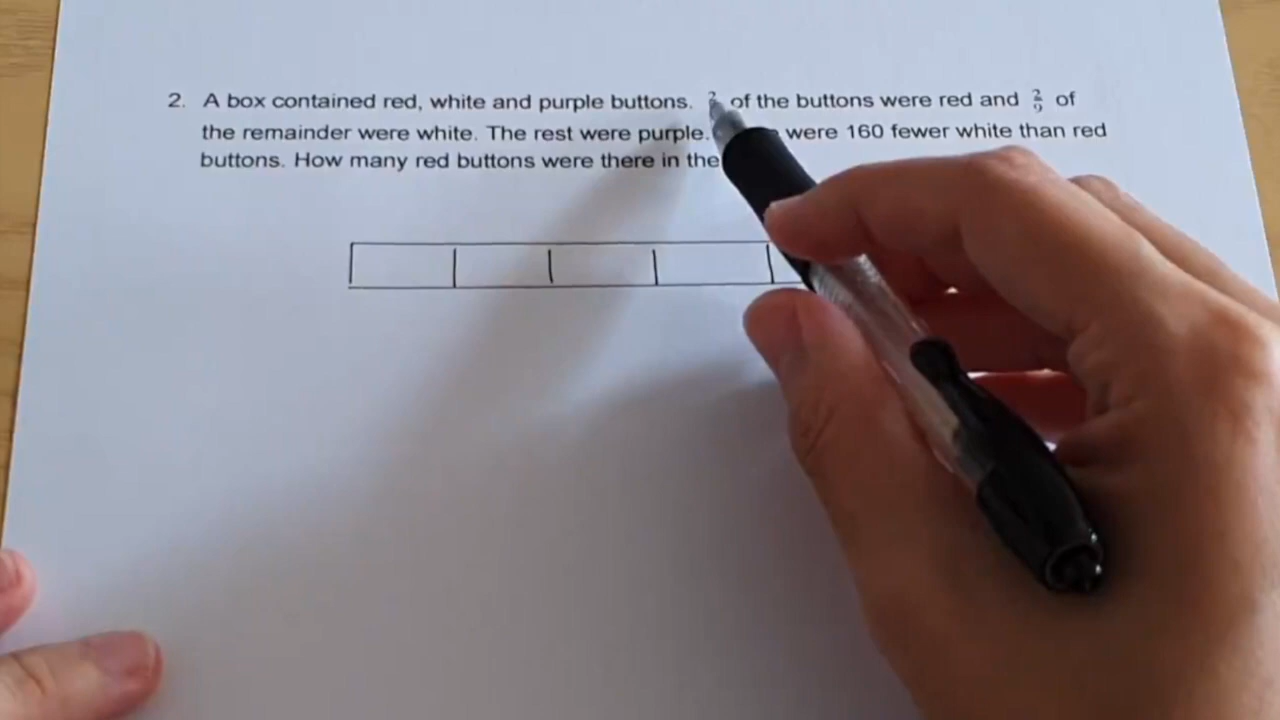 2. A box contained red, white and purple buttons. of the buttons were red and 2/9 of
the remainder were white. The rest were purple. were 160 fewer white than red
buttons. How many red buttons were there in the